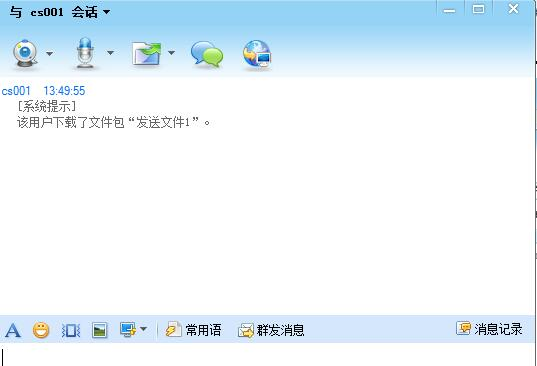 与 cs001 会话
cs001 13:49:55
[系统提示]
该用户下载了文件包“发送文件1”。
A 常用语 群发消息 消息记录